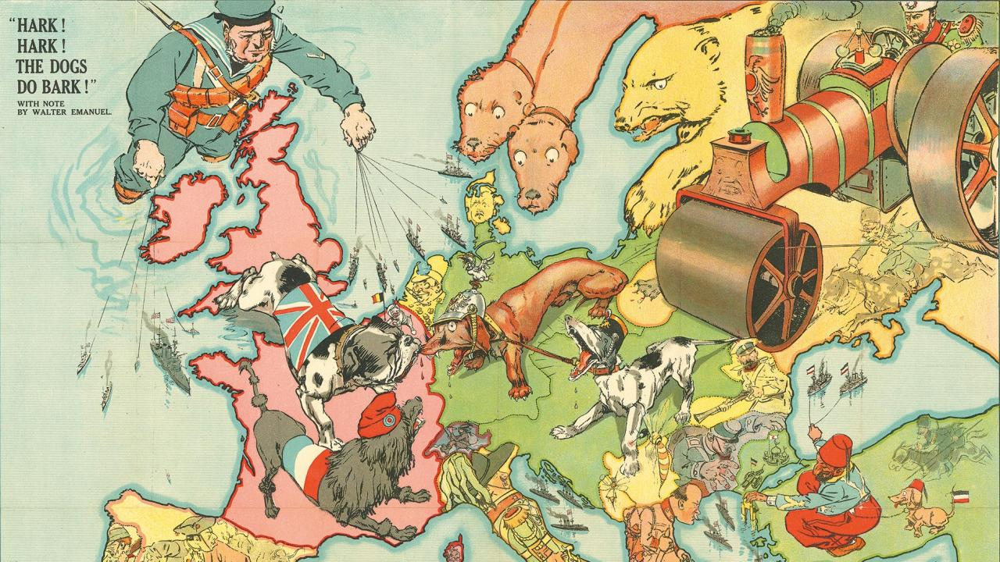 “HARK!
HARK!
THE DOGS
DO BARK!”
WITH NOTE
BY WALTER EMANUEL.